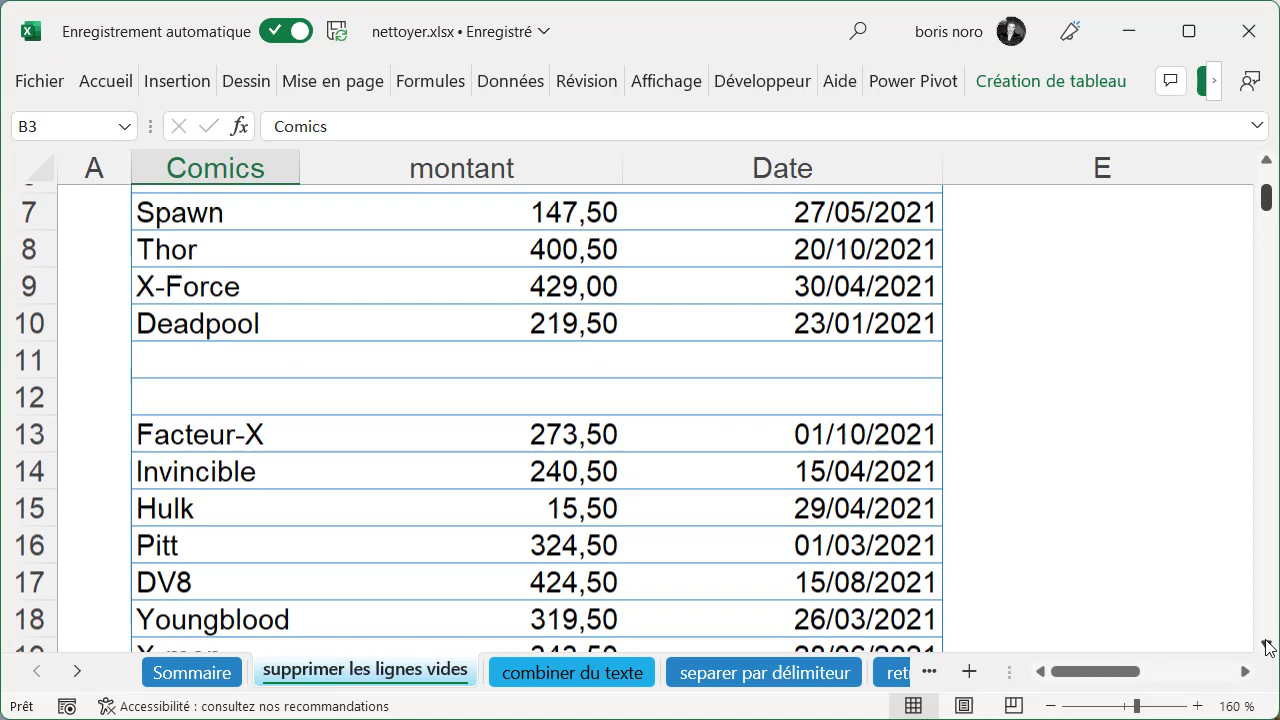 Enregistrement automatique nettoyer.xlsx • Enregistré boris noro
Fichier Accueil Insertion Dessin Mise en page Formules Données Révision Affichage Développeur Aide Power Pivot Création de tableau
B3 fx Comics
A Comics montant Date E
7 Spawn 147,50 27/05/2021
8 Thor 400,50 20/10/2021
9 X-Force 429,00 30/04/2021
10 Deadpool 219,50 23/01/2021
11
12
13 Facteur-X 273,50 01/10/2021
14 Invincible 240,50 15/04/2021
15 Hulk 15,50 29/04/2021
16 Pitt 324,50 01/03/2021
17 DV8 424,50 15/08/2021
18 Youngblood 319,50 26/03/2021
Sommaire supprimer les lignes vides combiner du texte separer par délimiteur
Prêt Accessibilité : consultez nos recommandations 160 %